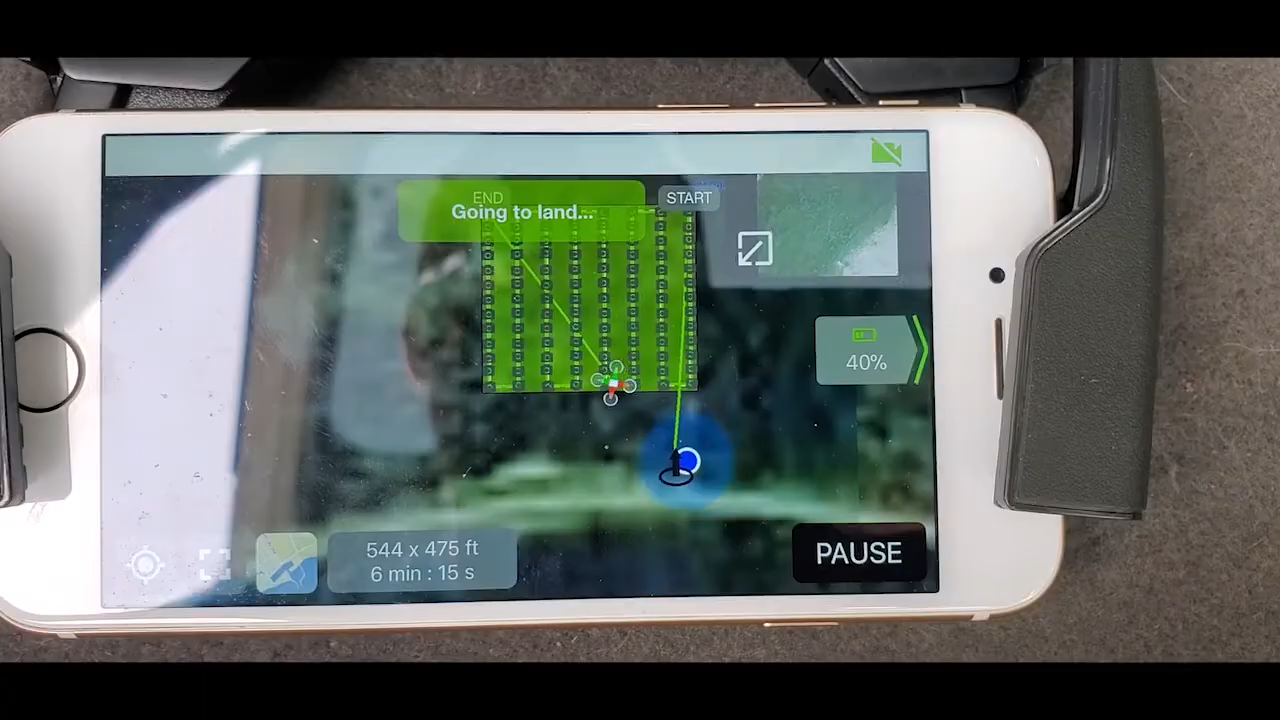 END
START
Going to land...
40%
544 x 475 ft
6 min : 15 s
PAUSE